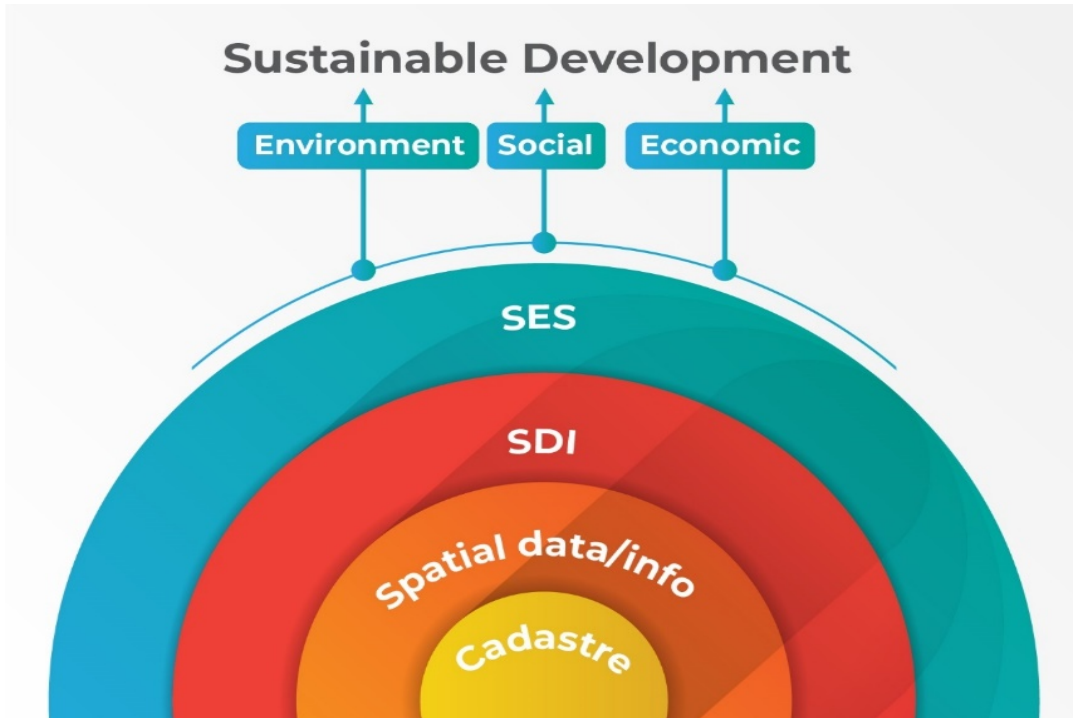 Sustainable Development
Environment Social Economic
SES
SDI
Spatial data/info
Cadastre